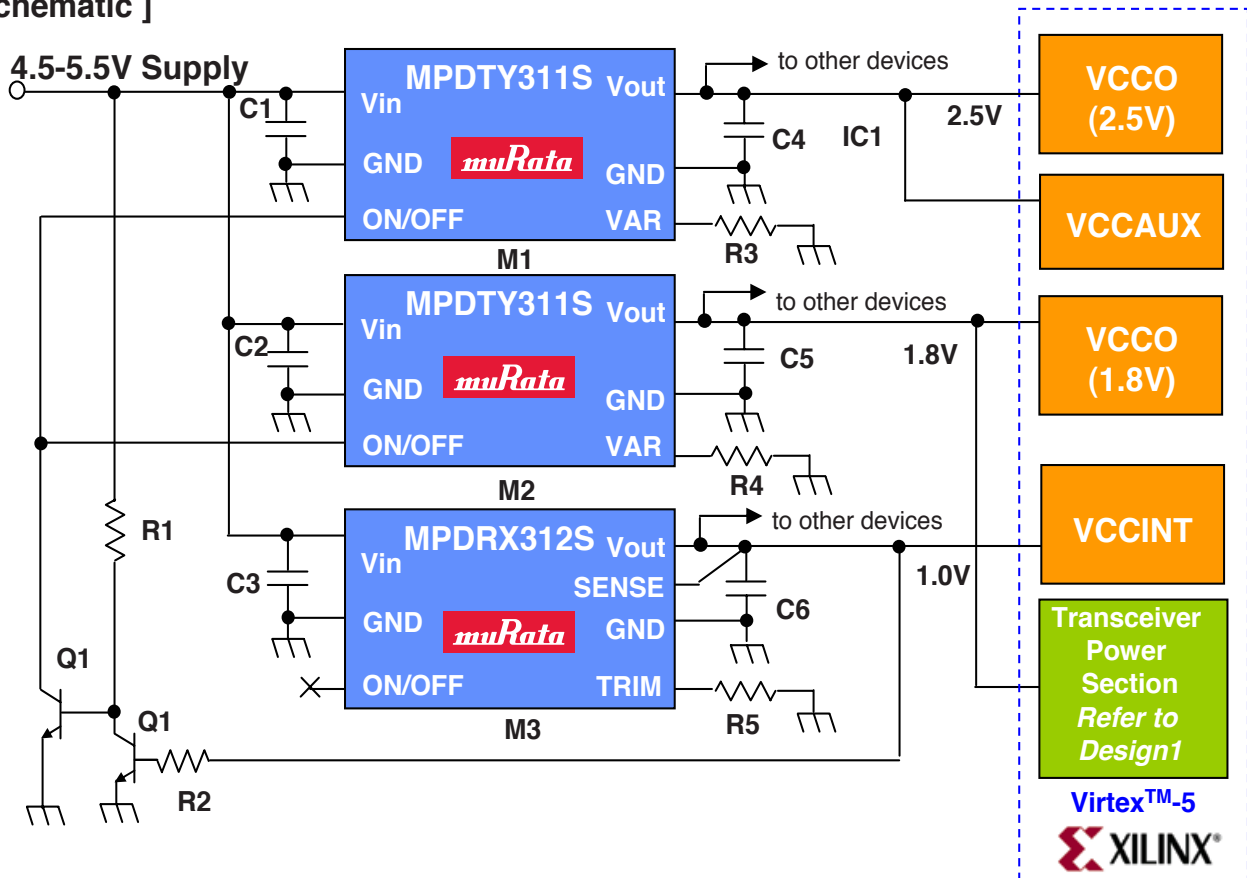 chematic ]
4.5-5.5V Supply
C1
MPDTY311S
Vin
Vout
GND
muRata
GND
ON/OFF
VAR
M1
to other devices
C4
IC1
2.5V
R3
VCCO
(2.5V)
VCCAUX
C2
MPDTY311S
Vin
Vout
GND
muRata
GND
ON/OFF
VAR
M2
to other devices
C5
1.8V
R4
VCCO
(1.8V)
R1
C3
MPDRX312S
Vin
Vout
SENSE
GND
muRata
GND
ON/OFF
TRIM
M3
to other devices
C6
1.0V
R5
VCCINT
Transceiver
Power
Section
Refer to
Design1
Q1
Q1
R2
Virtex™-5
XILINX®